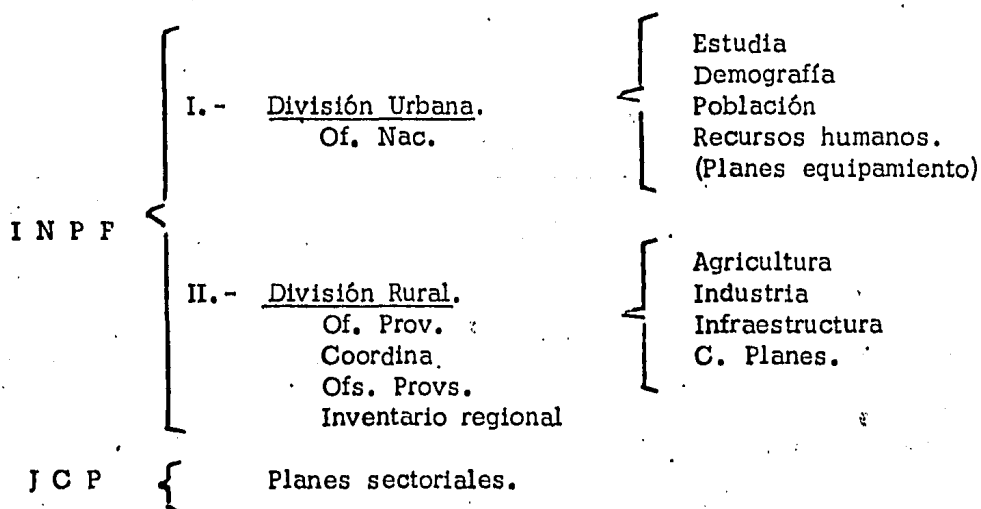 I N P F
I.- División Urbana.
Of. Nac.
Estudia
Demografía
Población
Recursos humanos.
(Planes equipamiento)
II.- División Rural.
Of. Prov.
Coordina.
Ofs. Provs.
Inventario regional
Agricultura
Industria
Infraestructura
C. Planes.
J C P
Planes sectoriales.